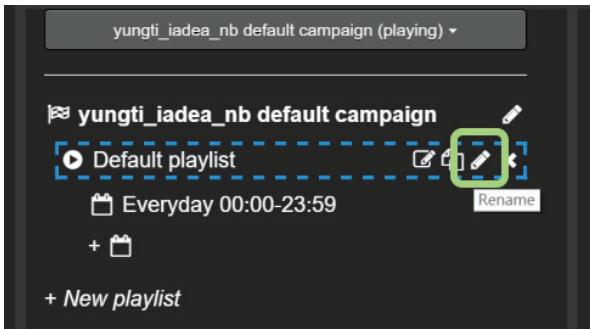 yungti_iadea_nb default campaign (playing)
yungti_iadea_nb default campaign
Default playlist
Rename
Everyday 00:00-23:59
+
+ New playlist